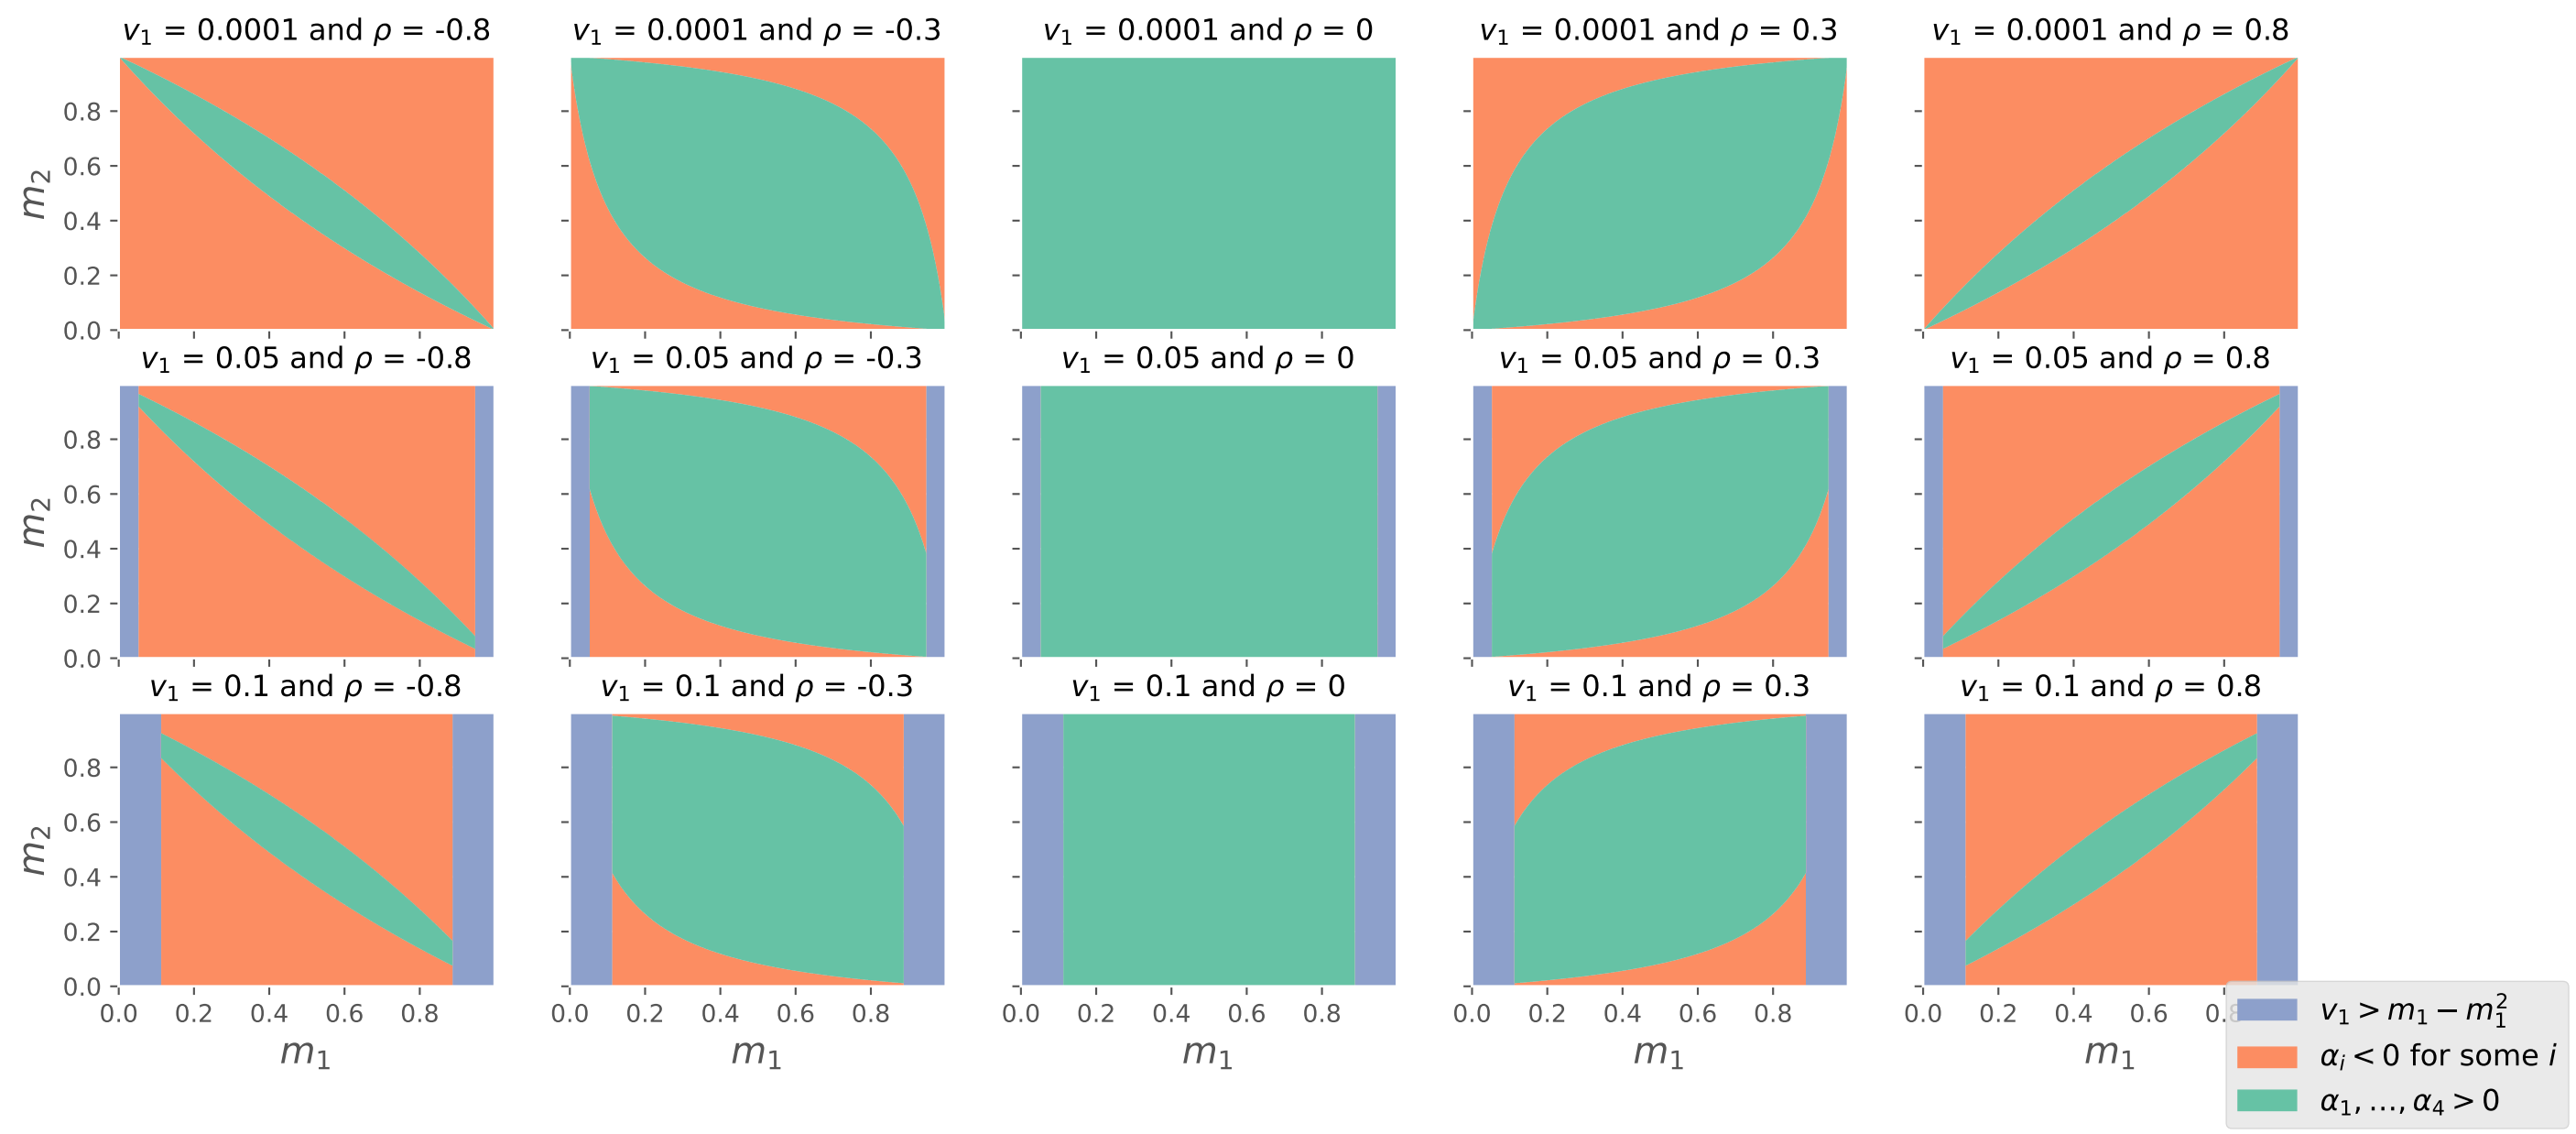 v₁ = 0.0001 and ρ = -0.8
v₁ = 0.0001 and ρ = -0.3
v₁ = 0.0001 and ρ = 0
v₁ = 0.0001 and ρ = 0.3
v₁ = 0.0001 and ρ = 0.8
m₂
0.8
0.6
0.4
0.2
0.0
v₁ = 0.05 and ρ = -0.8
v₁ = 0.05 and ρ = -0.3
v₁ = 0.05 and ρ = 0
v₁ = 0.05 and ρ = 0.3
v₁ = 0.05 and ρ = 0.8
m₂
0.8
0.6
0.4
0.2
0.0
v₁ = 0.1 and ρ = -0.8
v₁ = 0.1 and ρ = -0.3
v₁ = 0.1 and ρ = 0
v₁ = 0.1 and ρ = 0.3
v₁ = 0.1 and ρ = 0.8
m₂
0.8
0.6
0.4
0.2
0.0
0.0 0.2 0.4 0.6 0.8
0.0 0.2 0.4 0.6 0.8
0.0 0.2 0.4 0.6 0.8
0.0 0.2 0.4 0.6 0.8
0.0 0.2 0.4 0.6 0.8
m₁
m₁
m₁
m₁
m₁
v₁ > m₁ − m₁²
αᵢ < 0 for some i
α₁, ..., α₄ > 0